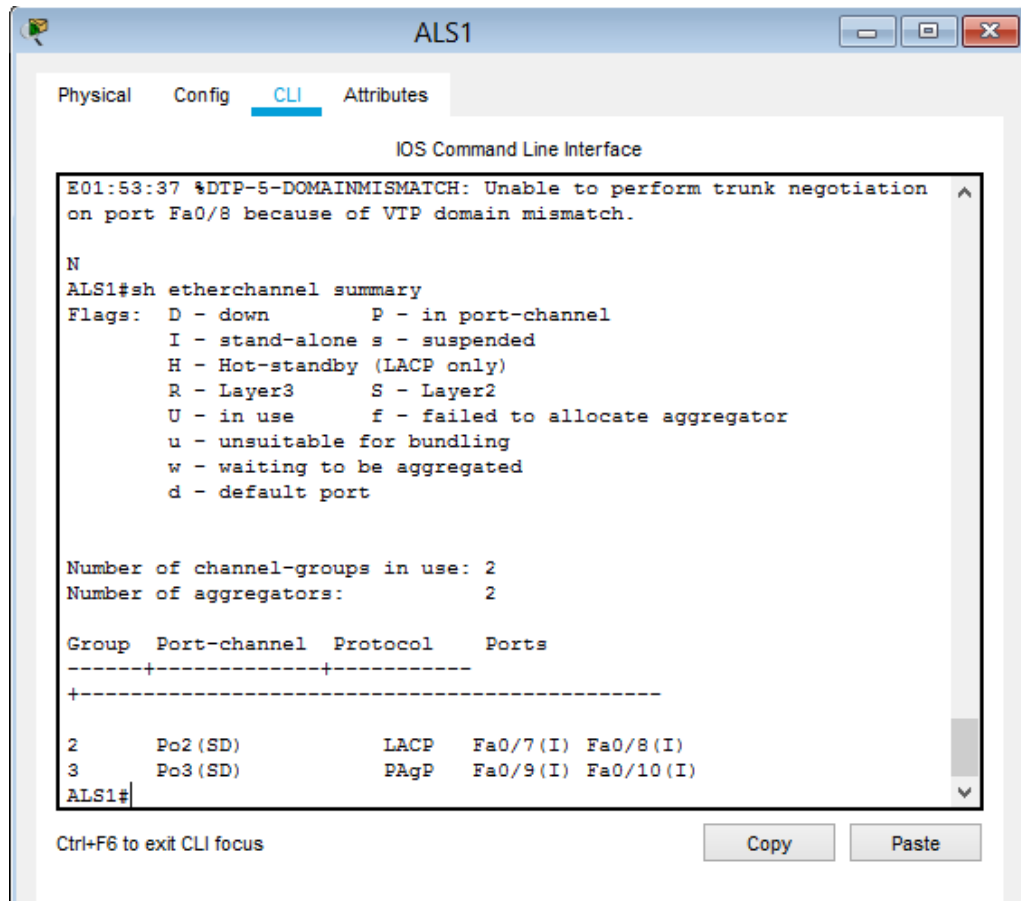 ALS1
Physical Config CLI Attributes
IOS Command Line Interface
E01:53:37 %DTP-5-DOMAINMISMATCH: Unable to perform trunk negotiation
on port Fa0/8 because of VTP domain mismatch.
N
ALS1#sh etherchannel summary
Flags:  D - down        P - in port-channel
        I - stand-alone s - suspended
        H - Hot-standby (LACP only)
        R - Layer3      S - Layer2
        U - in use      f - failed to allocate aggregator
        u - unsuitable for bundling
        w - waiting to be aggregated
        d - default port
Number of channel-groups in use: 2
Number of aggregators:           2
Group  Port-channel  Protocol    Ports
------+-------------+-----------
+----------------------------------------------
2      Po2(SD)           LACP   Fa0/7(I) Fa0/8(I)
3      Po3(SD)           PAgP   Fa0/9(I) Fa0/10(I)
ALS1#
Ctrl+F6 to exit CLI focus Copy Paste